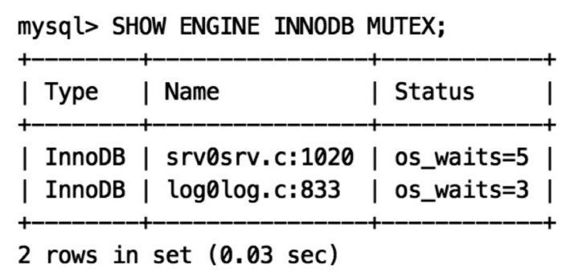 mysql> SHOW ENGINE INNODB MUTEX;
+--------+-----------------+------------+
| Type   | Name            | Status     |
+--------+-----------------+------------+
| InnoDB | srv0srv.c:1020 | os_waits=5 |
| InnoDB | log0log.c:833  | os_waits=3 |
+--------+-----------------+------------+
2 rows in set (0.03 sec)